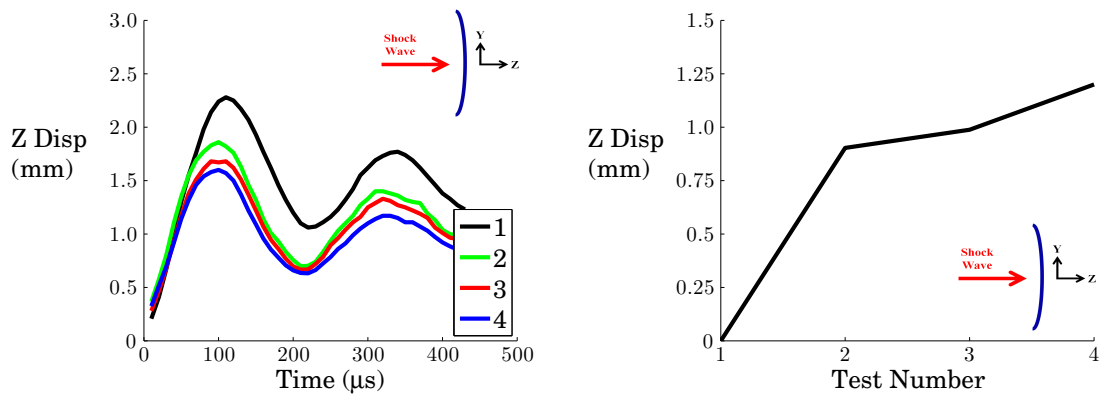 3.0
2.5
2.0
1.5
1.0
0.5
0
Z Disp
(mm)
0 100 200 300 400 500
Time (μs)
Shock
Wave
Y
Z
1
2
3
4
1.5
1.25
1.0
0.75
0.5
0.25
0
Z Disp
(mm)
1 2 3 4
Test Number
Shock
Wave
Y
Z